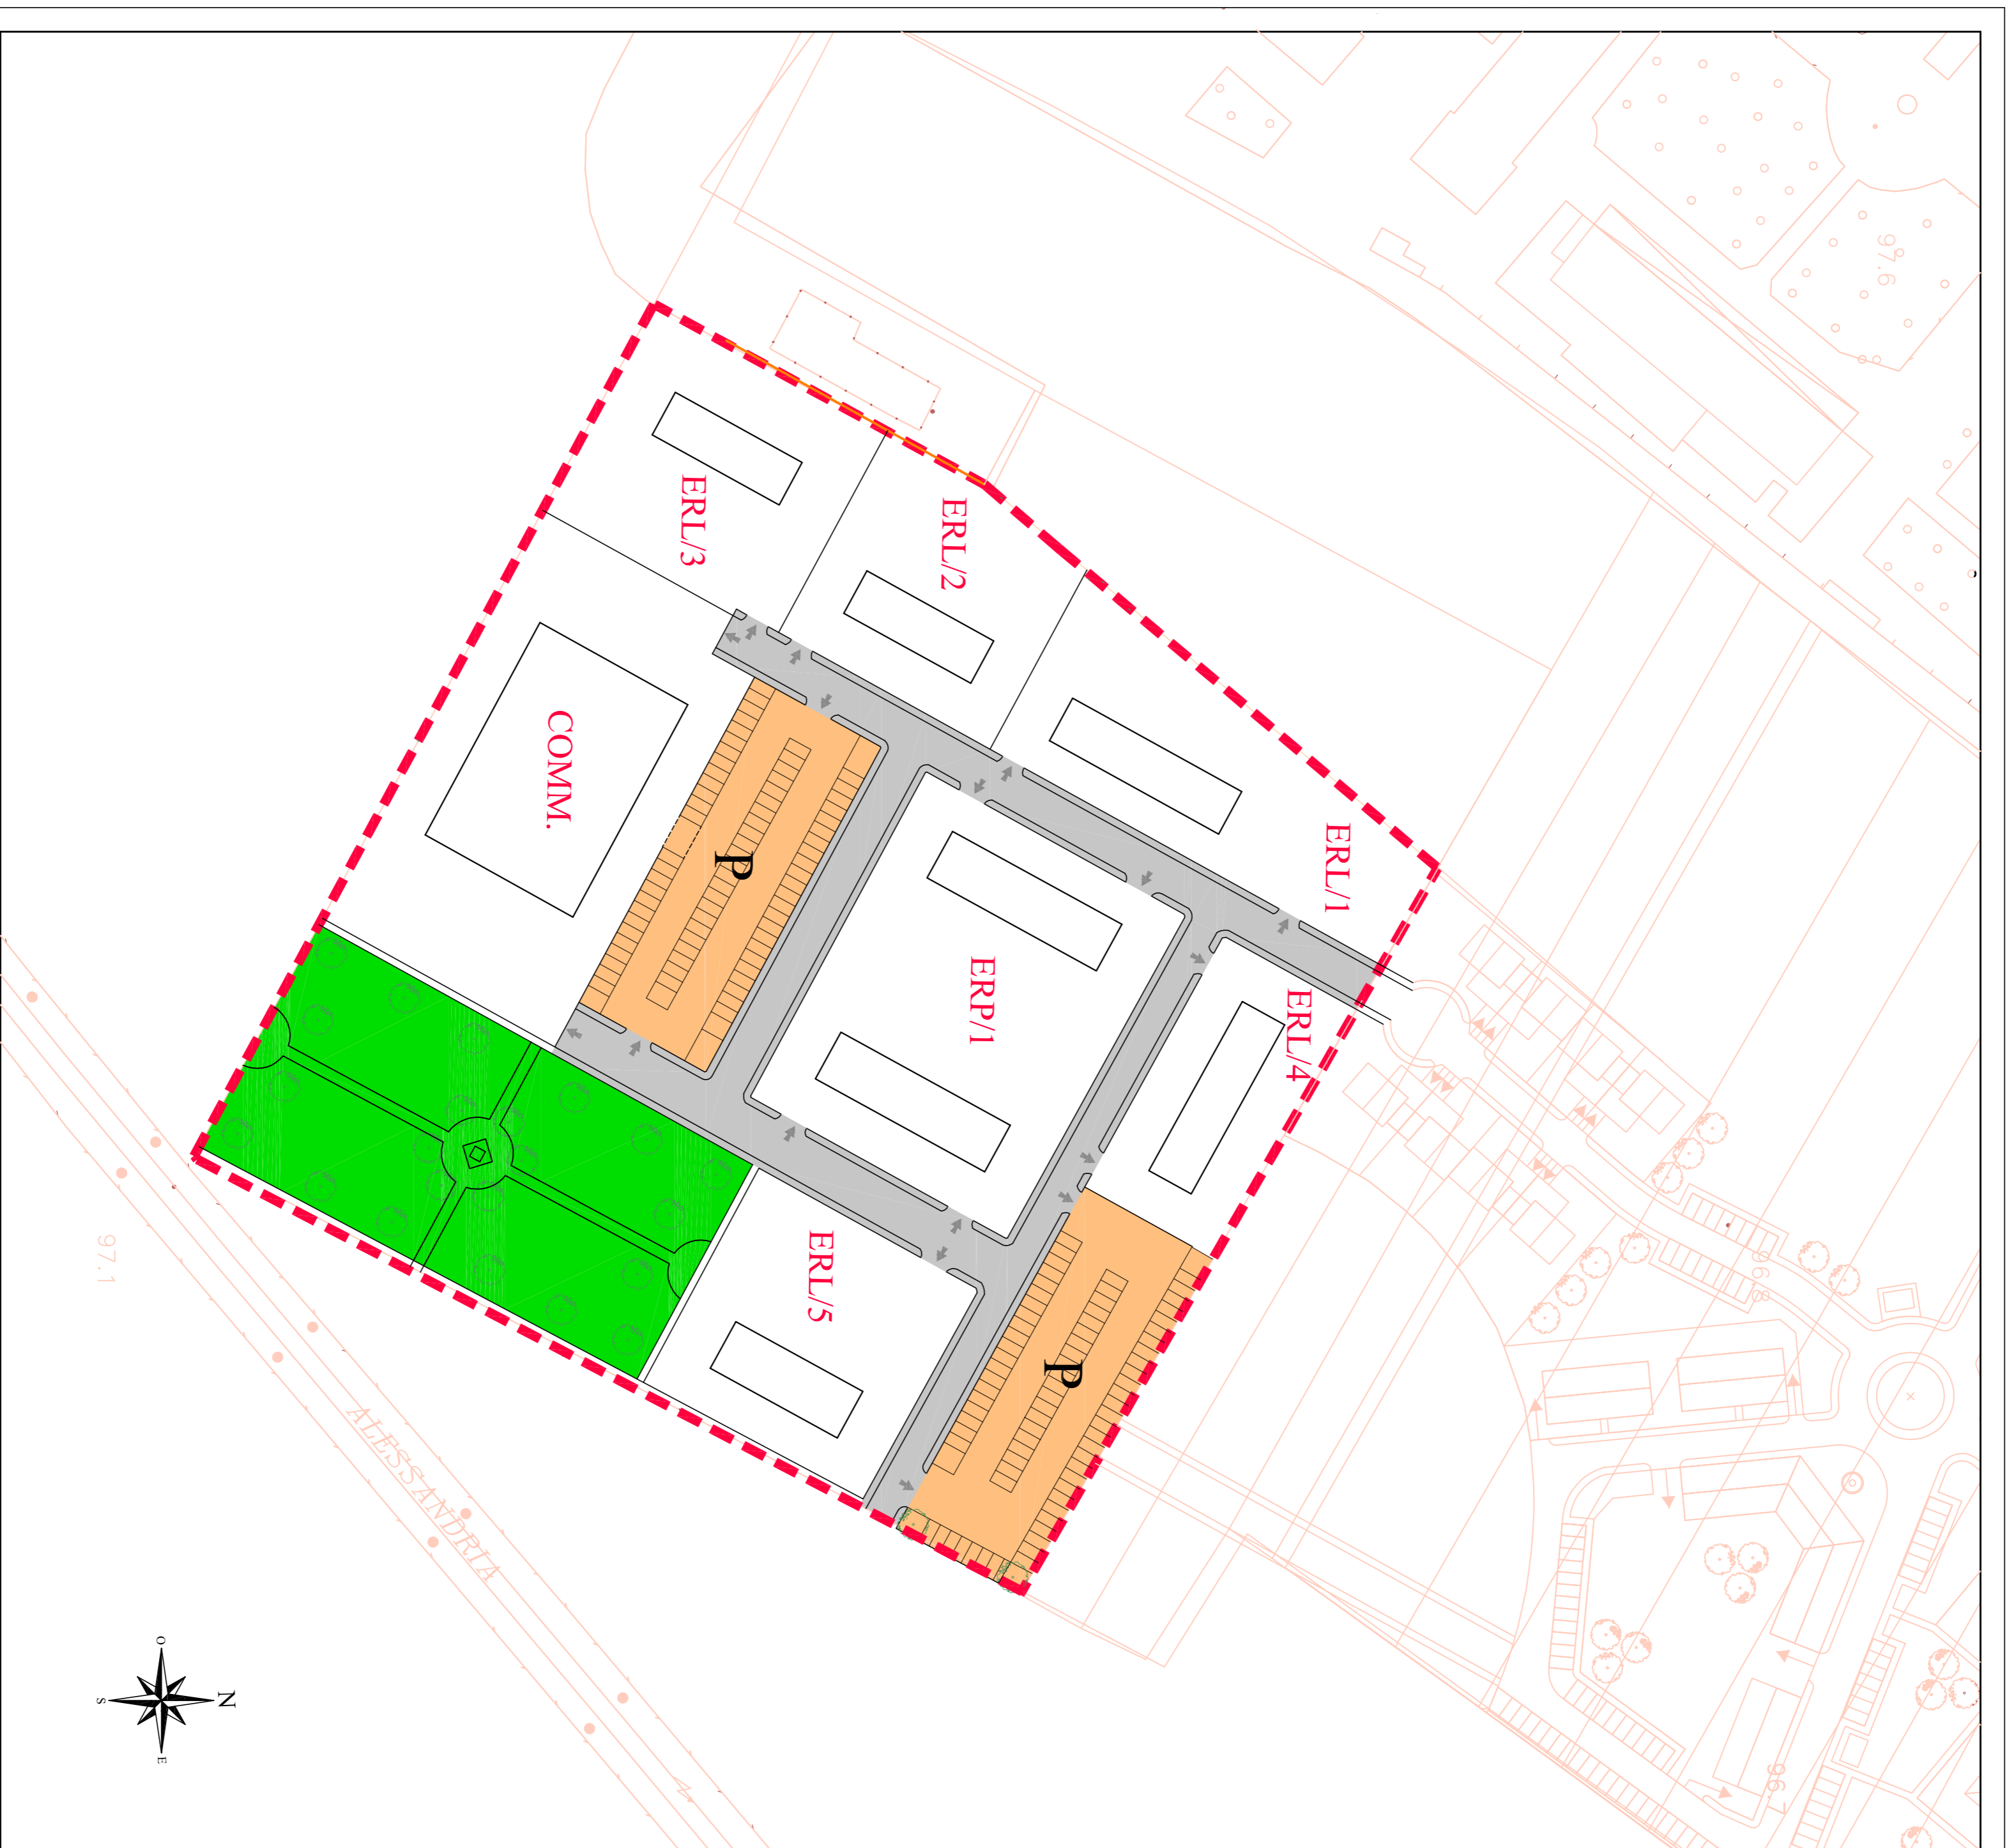 ERL/1
ERL/2
ERL/3
ERL/4
ERP/1
COMM.
P
P
ERL/5
97.6
96.8
96.7
97.1
ALESSANDRIA
N
O
S
E